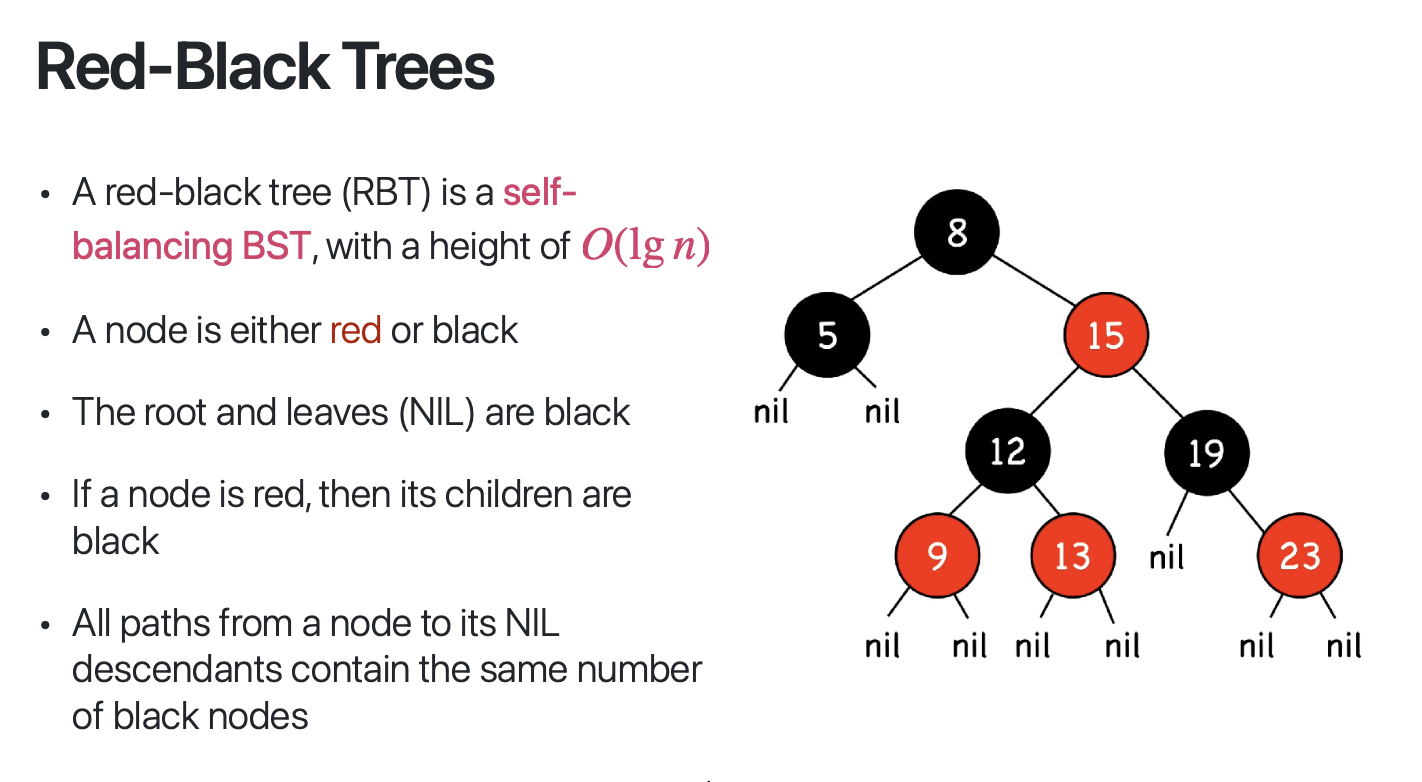 Red-Black Trees
• A red-black tree (RBT) is a self-
balancing BST, with a height of O(lg n)
• A node is either red or black
• The root and leaves (NIL) are black
• If a node is red, then its children are
black
• All paths from a node to its NIL
descendants contain the same number
of black nodes
8
5
15
nil
nil
12
19
9
13
nil
23
nil
nil
nil
nil
nil
nil